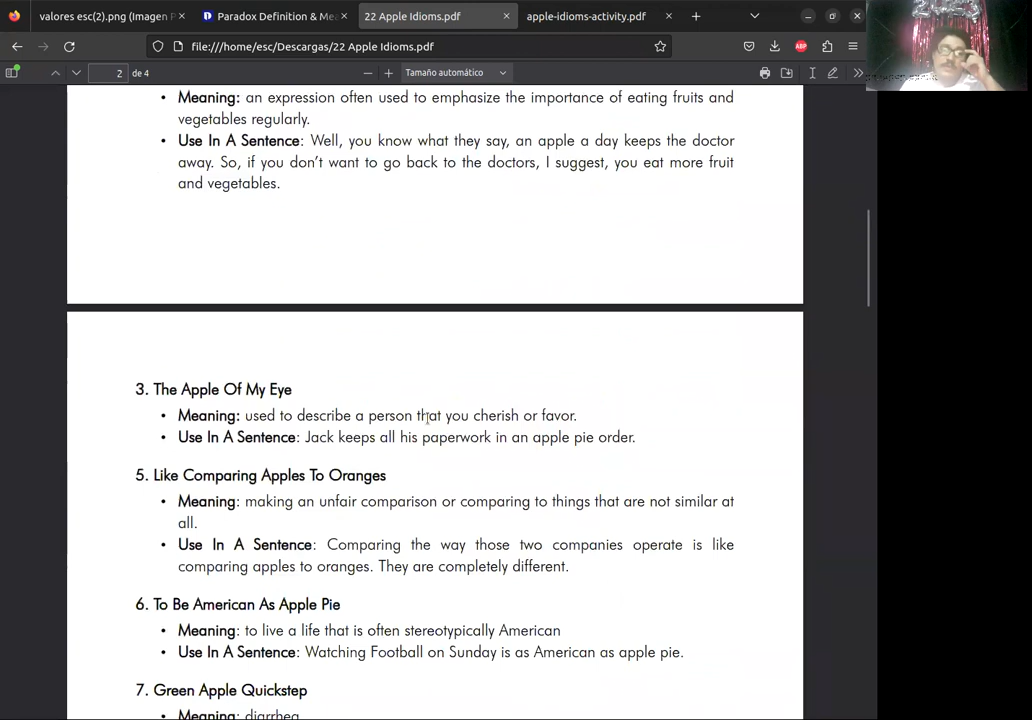 valores esc(2).png (Imagen P
Paradox Definition & Me
22 Apple Idioms.pdf
apple-idioms-activity.pdf
file:///home/esc/Descargas/22 Apple Idioms.pdf
2 de 4
Tamaño automático
• Meaning: an expression often used to emphasize the importance of eating fruits and
vegetables regularly.
• Use In A Sentence: Well, you know what they say, an apple a day keeps the doctor
away. So, if you don't want to go back to the doctors, I suggest, you eat more fruit
and vegetables.
3. The Apple Of My Eye
• Meaning: used to describe a person that you cherish or favor.
• Use In A Sentence: Jack keeps all his paperwork in an apple pie order.
5. Like Comparing Apples To Oranges
• Meaning: making an unfair comparison or comparing to things that are not similar at
all.
• Use In A Sentence: Comparing the way those two companies operate is like
comparing apples to oranges. They are completely different.
6. To Be American As Apple Pie
• Meaning: to live a life that is often stereotypically American
• Use In A Sentence: Watching Football on Sunday is as American as apple pie.
7. Green Apple Quickstep
• Meaning: diarrhea